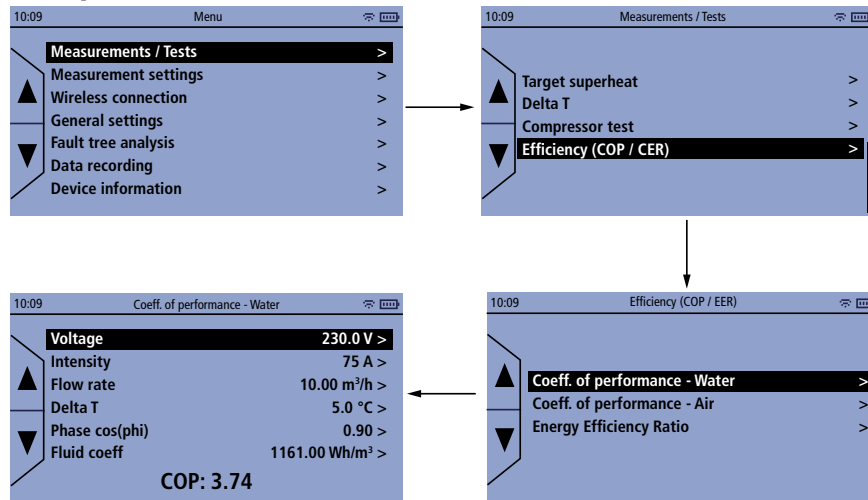 10:09 Menu
Measurements / Tests >
Measurement settings >
Wireless connection >
General settings >
Fault tree analysis >
Data recording >
Device information >
10:09 Measurements / Tests
Target superheat >
Delta T >
Compressor test >
Efficiency (COP / CER) >
10:09 Efficiency (COP / EER)
Coeff. of performance - Water >
Coeff. of performance - Air >
Energy Efficiency Ratio >
10:09 Coeff. of performance - Water
Voltage 230.0 V >
Intensity 75 A >
Flow rate 10.00 m³/h >
Delta T 5.0 °C >
Phase cos(phi) 0.90 >
Fluid coeff 1161.00 Wh/m³ >
COP: 3.74